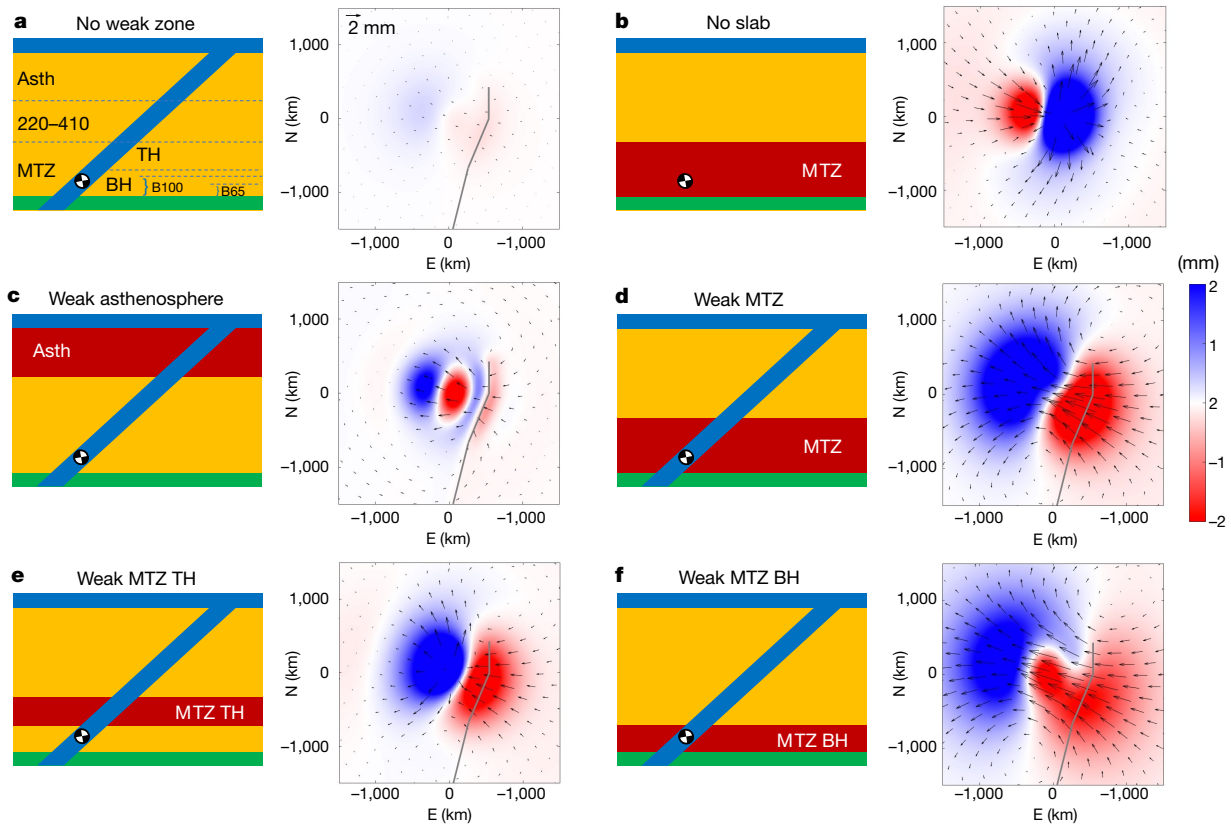 a No weak zone
Asth
220–410
MTZ
TH
BH
B100
B65
2 mm
1,000
0
–1,000
N (km)
–1,000 0 –1,000
E (km)
b No slab
MTZ
1,000
0
–1,000
N (km)
–1,000 0 –1,000
E (km)
c Weak asthenosphere
Asth
1,000
0
–1,000
N (km)
–1,000 0 –1,000
E (km)
d Weak MTZ
MTZ
1,000
0
–1,000
N (km)
–1,000 0 –1,000
E (km)
(mm)
2
1
2
–1
–2
e Weak MTZ TH
MTZ TH
1,000
0
–1,000
N (km)
–1,000 0 –1,000
E (km)
f Weak MTZ BH
MTZ BH
1,000
0
–1,000
N (km)
–1,000 0 –1,000
E (km)